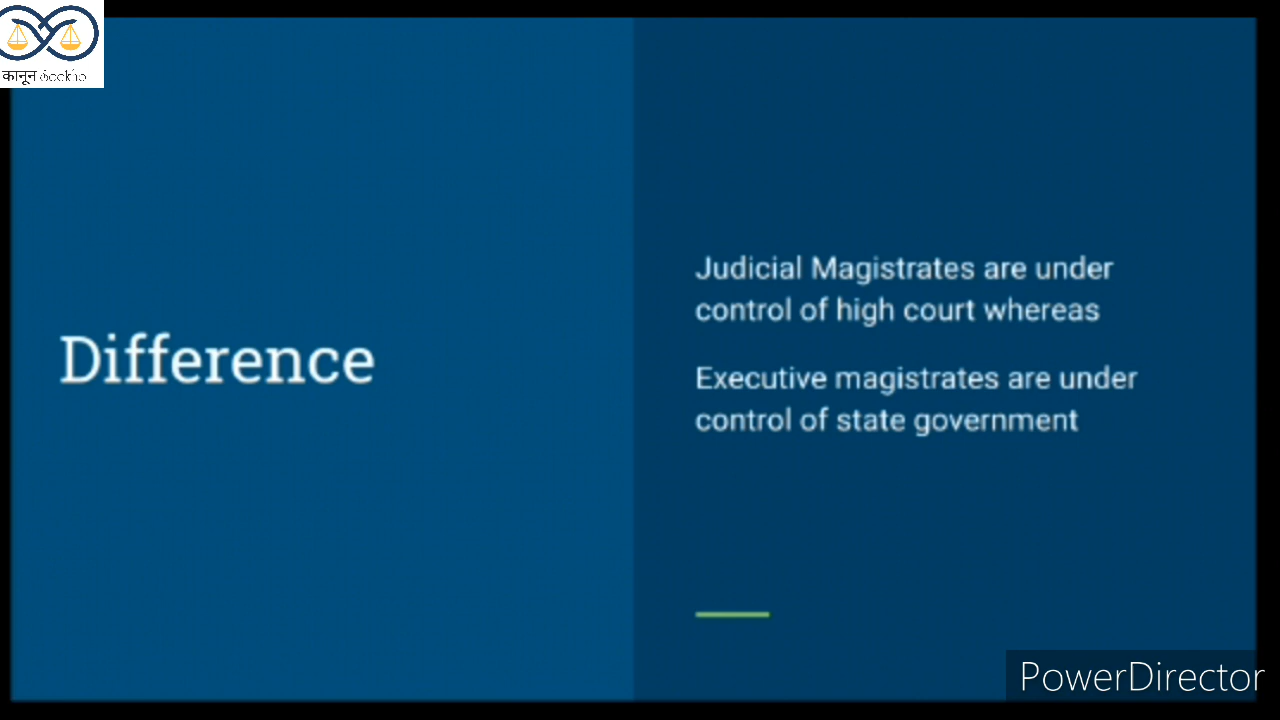 कानून
Difference
Judicial Magistrates are under
control of high court whereas
Executive magistrates are under
control of state government
PowerDirector